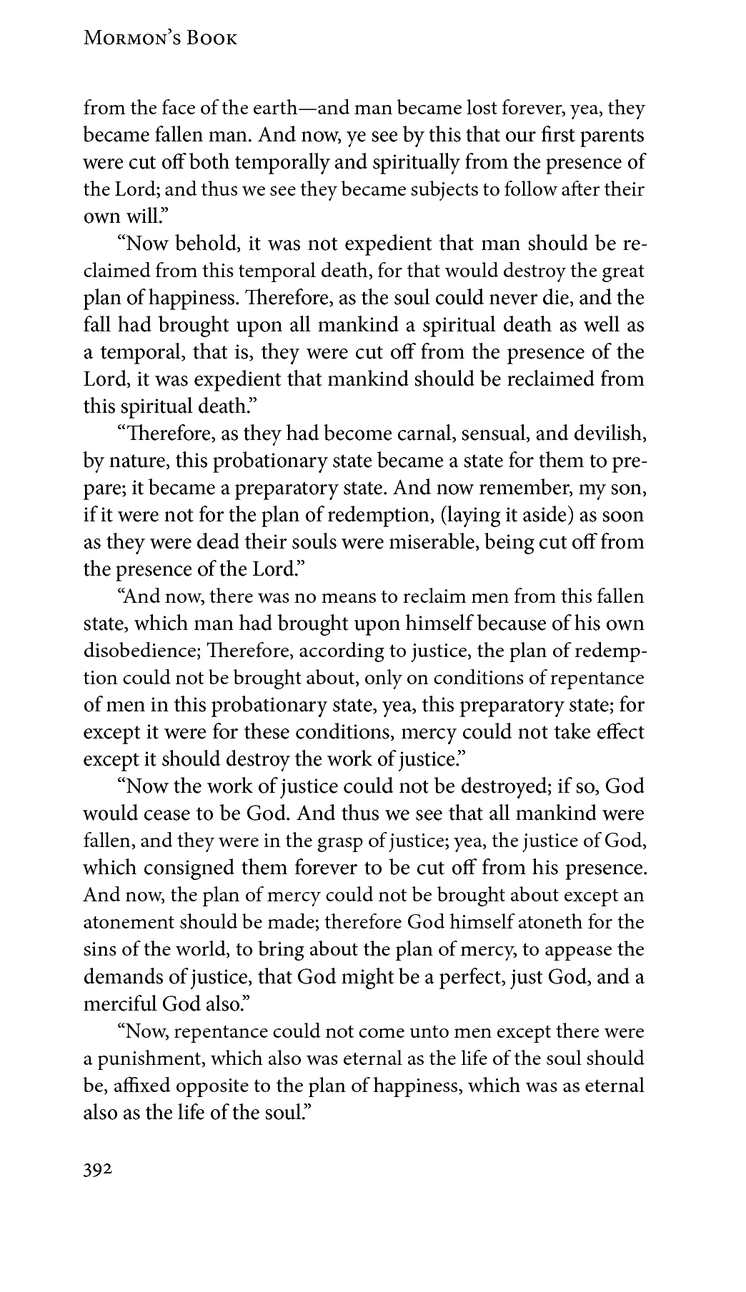 Mormon’s Book
from the face of the earth—and man became lost forever, yea, they
became fallen man. And now, ye see by this that our first parents
were cut off both temporally and spiritually from the presence of
the Lord; and thus we see they became subjects to follow after their
own will.”
“Now behold, it was not expedient that man should be re-
claimed from this temporal death, for that would destroy the great
plan of happiness. Therefore, as the soul could never die, and the
fall had brought upon all mankind a spiritual death as well as
a temporal, that is, they were cut off from the presence of the
Lord, it was expedient that mankind should be reclaimed from
this spiritual death.”
“Therefore, as they had become carnal, sensual, and devilish,
by nature, this probationary state became a state for them to pre-
pare; it became a preparatory state. And now remember, my son,
if it were not for the plan of redemption, (laying it aside) as soon
as they were dead their souls were miserable, being cut off from
the presence of the Lord.”
“And now, there was no means to reclaim men from this fallen
state, which man had brought upon himself because of his own
disobedience; Therefore, according to justice, the plan of redemp-
tion could not be brought about, only on conditions of repentance
of men in this probationary state, yea, this preparatory state; for
except it were for these conditions, mercy could not take effect
except it should destroy the work of justice.”
“Now the work of justice could not be destroyed; if so, God
would cease to be God. And thus we see that all mankind were
fallen, and they were in the grasp of justice; yea, the justice of God,
which consigned them forever to be cut off from his presence.
And now, the plan of mercy could not be brought about except an
atonement should be made; therefore God himself atoneth for the
sins of the world, to bring about the plan of mercy, to appease the
demands of justice, that God might be a perfect, just God, and a
merciful God also.”
“Now, repentance could not come unto men except there were
a punishment, which also was eternal as the life of the soul should
be, affixed opposite to the plan of happiness, which was as eternal
also as the life of the soul.”
392